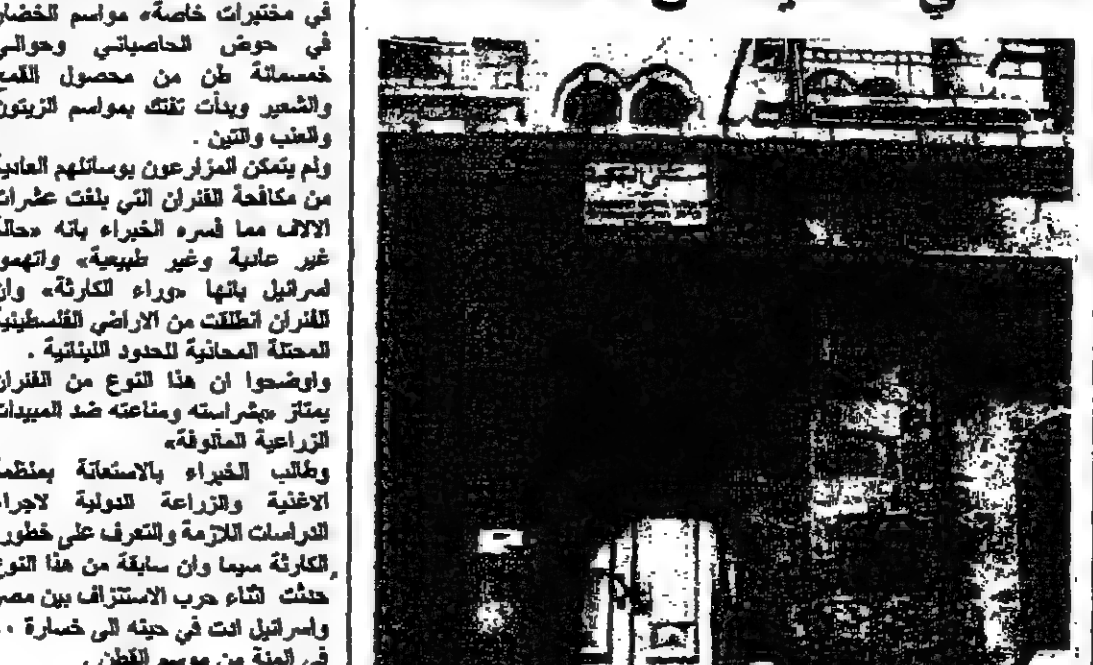 في مختبرات خاصة» مواسم الخضار
في حوض الحاصباني وحوالي
خمسمائة طن من محصول القمح
والشعير وبدأت تفتك بمواسم الزيتون
والعنب والتين .
ولم يتمكن المزارعون بوسائلهم العادية
من مكافحة الفئران التي بلغت عشرات
الالاف مما فسره الخبراء بانه «حالة
غير عادية وغير طبيعية» واتهموا
اسرائيل بانها «وراء الكارثة» وان
الفئران انطلقت من الاراضي الفلسطينية
المحتلة المحاذية للحدود اللبنانية .
واوضحوا ان هذا النوع من الفئران
يمتاز «بشراسته ومناعته ضد المبيدات
الزراعية المألوفة»
وطالب الخبراء بالاستعانة بمنظمة
الاغذية والزراعة الدولية لاجراء
الدراسات اللازمة والتعرف على خطورة
الكارثة سيما وان سابقة من هذا النوع
حدثت اثناء حرب الاستنزاف بين مصر
واسرائيل ادت في حينه الى خسارة
في المئة من موسم القطن .